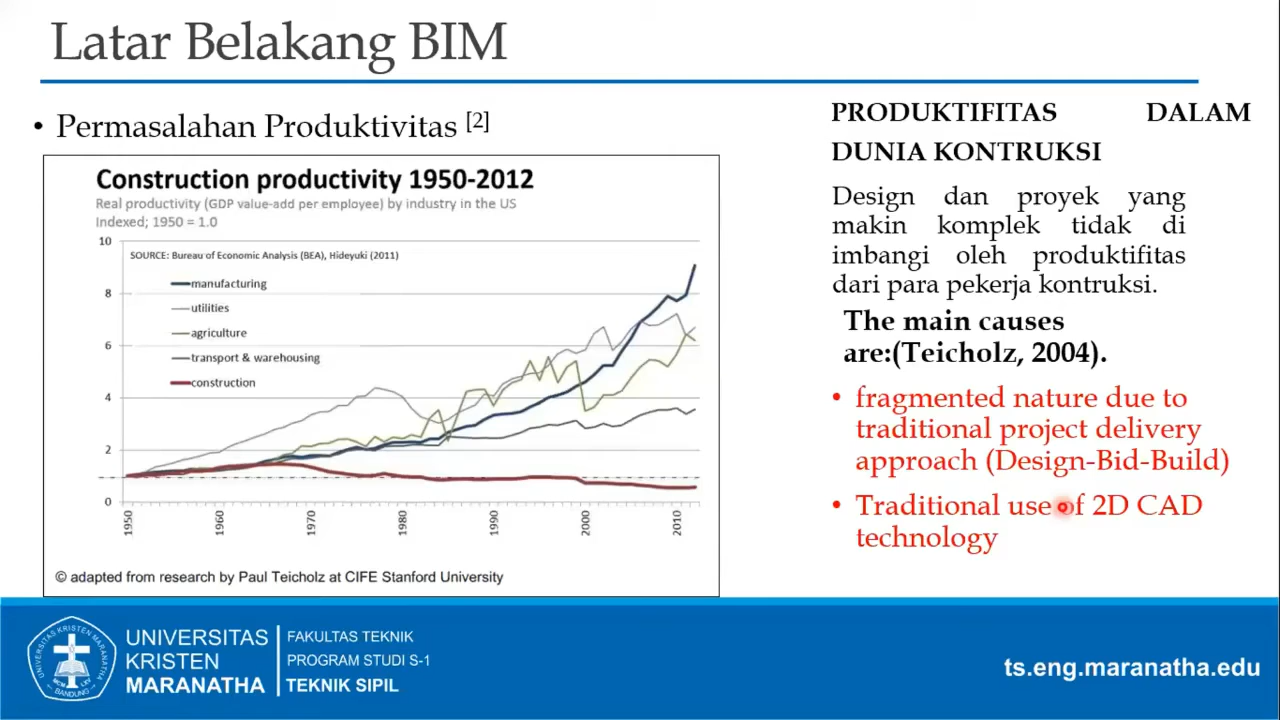 Latar Belakang BIM
• Permasalahan Produktivitas [2]
Construction productivity 1950-2012
Real productivity (GDP value-add per employee) by industry in the US
Indexed; 1950 = 1.0
SOURCE: Bureau of Economic Analysis (BEA), Hideyuki (2011)
manufacturing
utilities
agriculture
transport & warehousing
construction
10
8
6
4
2
0
1950
1960
1970
1980
1990
2000
2010
© adapted from research by Paul Teicholz at CIFE Stanford University
PRODUKTIFITAS DALAM
DUNIA KONTRUKSI
Design dan proyek yang
makin komplek tidak di
imbangi oleh produktifitas
dari para pekerja kontruksi.
The main causes
are:(Teicholz, 2004).
• fragmented nature due to
traditional project delivery
approach (Design-Bid-Build)
• Traditional use of 2D CAD
technology
UNIVERSITAS KRISTEN MARANATHA
BANDUNG
MCM LXV
UNIVERSITAS
KRISTEN
MARANATHA
FAKULTAS TEKNIK
PROGRAM STUDI S-1
TEKNIK SIPIL
ts.eng.maranatha.edu